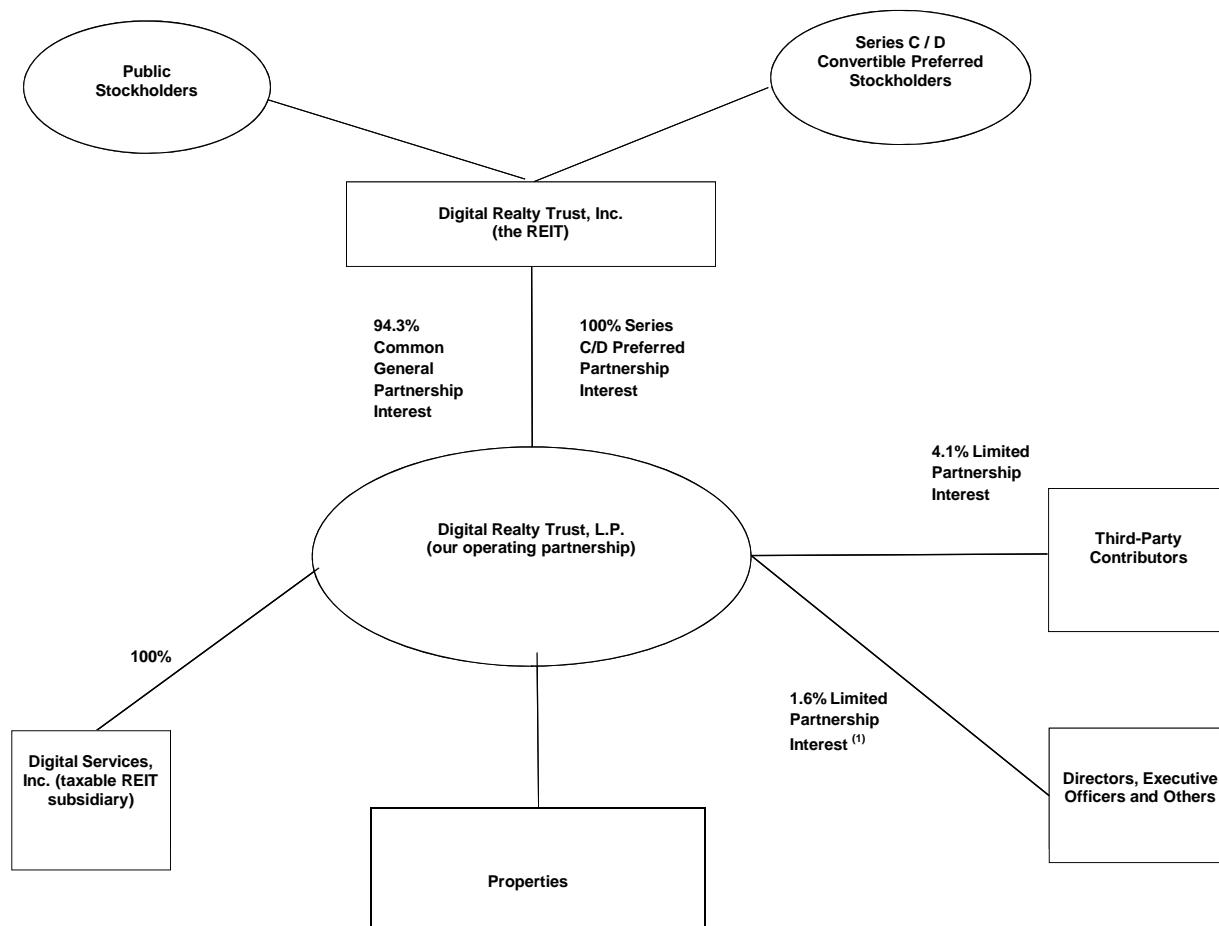 Public
Stockholders
Series C / D
Convertible Preferred
Stockholders
Digital Realty Trust, Inc.
(the REIT)
94.3%
Common
General
Partnership
Interest
100% Series
C/D Preferred
Partnership
Interest
4.1% Limited
Partnership
Interest
Digital Realty Trust, L.P.
(our operating partnership)
Third-Party
Contributors
100%
1.6% Limited
Partnership
Interest (1)
Digital Services,
Inc. (taxable REIT
subsidiary)
Directors, Executive
Officers and Others
Properties